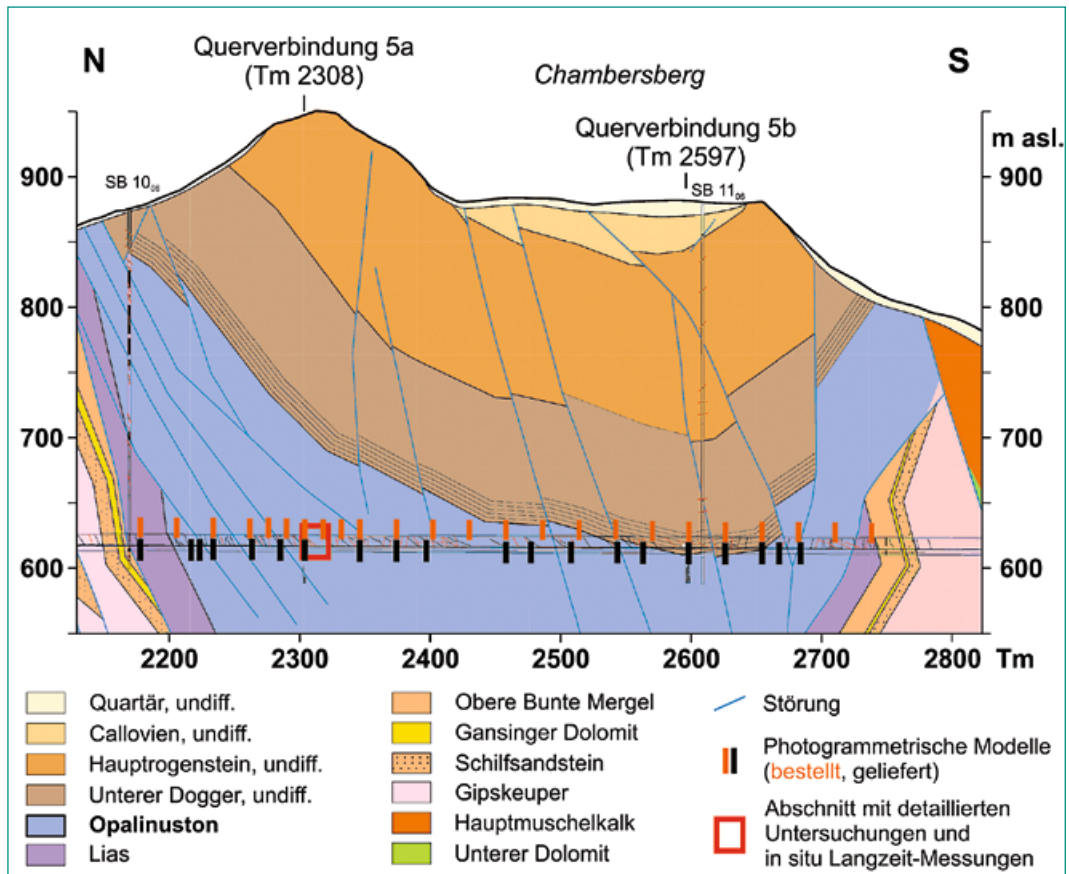 Querverbindung 5a
(Tm 2308)
N
Chambersberg
S
Querverbindung 5b
(Tm 2597)
m asl.
SB 10₀₆
SB 11₀₆
900
900
800
800
700
700
600
600
2200 2300 2400 2500 2600 2700 2800 Tm
Quartär, undiff.
Callovien, undiff.
Hauptrogenstein, undiff.
Unterer Dogger, undiff.
Opalinuston
Lias
Obere Bunte Mergel
Gansinger Dolomit
Schilfsandstein
Gipskeuper
Hauptmuschelkalk
Unterer Dolomit
Störung
Photogrammetrische Modelle
(bestellt, geliefert)
Abschnitt mit detaillierten
Untersuchungen und
in situ Langzeit-Messungen